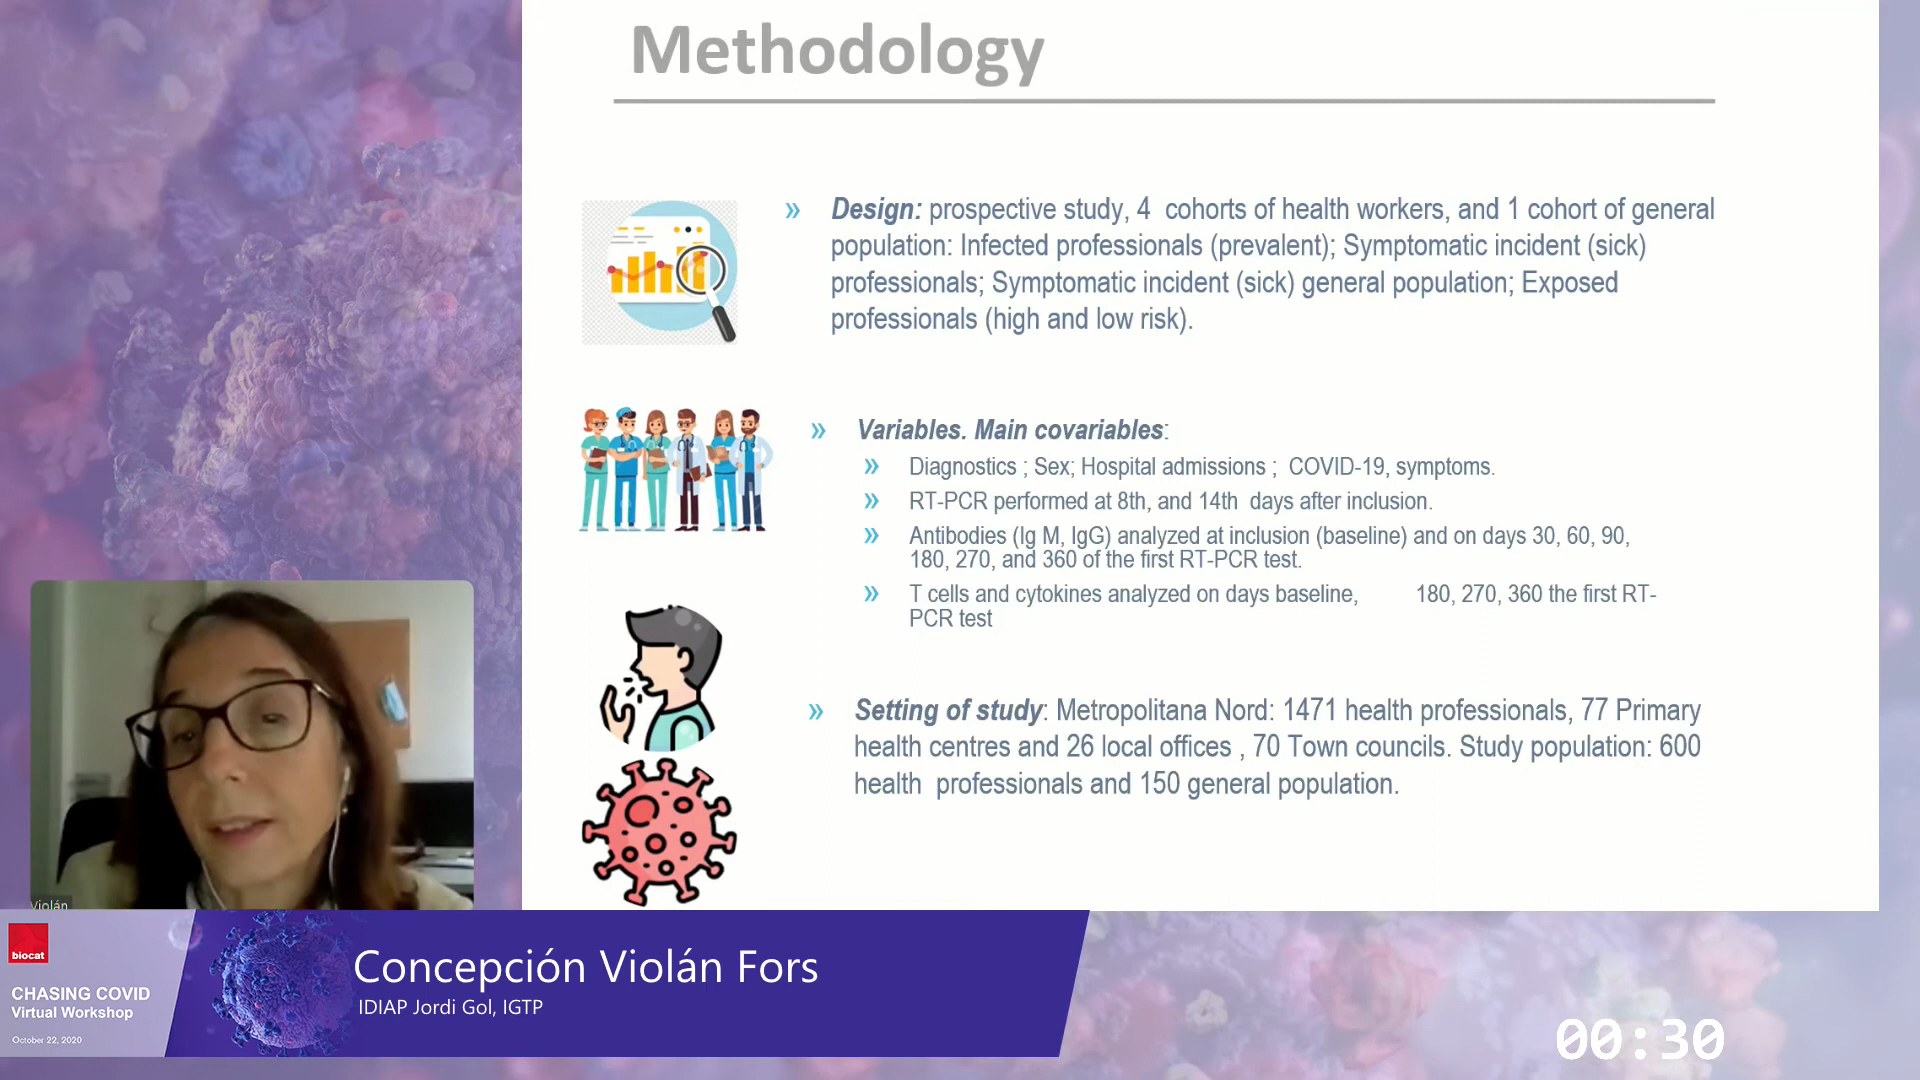 Methodology
» Design: prospective study, 4 cohorts of health workers, and 1 cohort of general
population: Infected professionals (prevalent); Symptomatic incident (sick)
professionals; Symptomatic incident (sick) general population; Exposed
professionals (high and low risk).
» Variables. Main covariables:
» Diagnostics ; Sex; Hospital admissions ; COVID-19, symptoms.
» RT-PCR performed at 8th, and 14th days after inclusion.
» Antibodies (Ig M, IgG) analyzed at inclusion (baseline) and on days 30, 60, 90,
180, 270, and 360 of the first RT-PCR test.
» T cells and cytokines analyzed on days baseline, 180, 270, 360 the first RT-
PCR test
» Setting of study: Metropolitana Nord: 1471 health professionals, 77 Primary
health centres and 26 local offices , 70 Town councils. Study population: 600
health professionals and 150 general population.
Violán
biocat
CHASING COVID
Virtual Workshop
October 22, 2020
Concepción Violán Fors
IDIAP Jordi Gol, IGTP
00:30